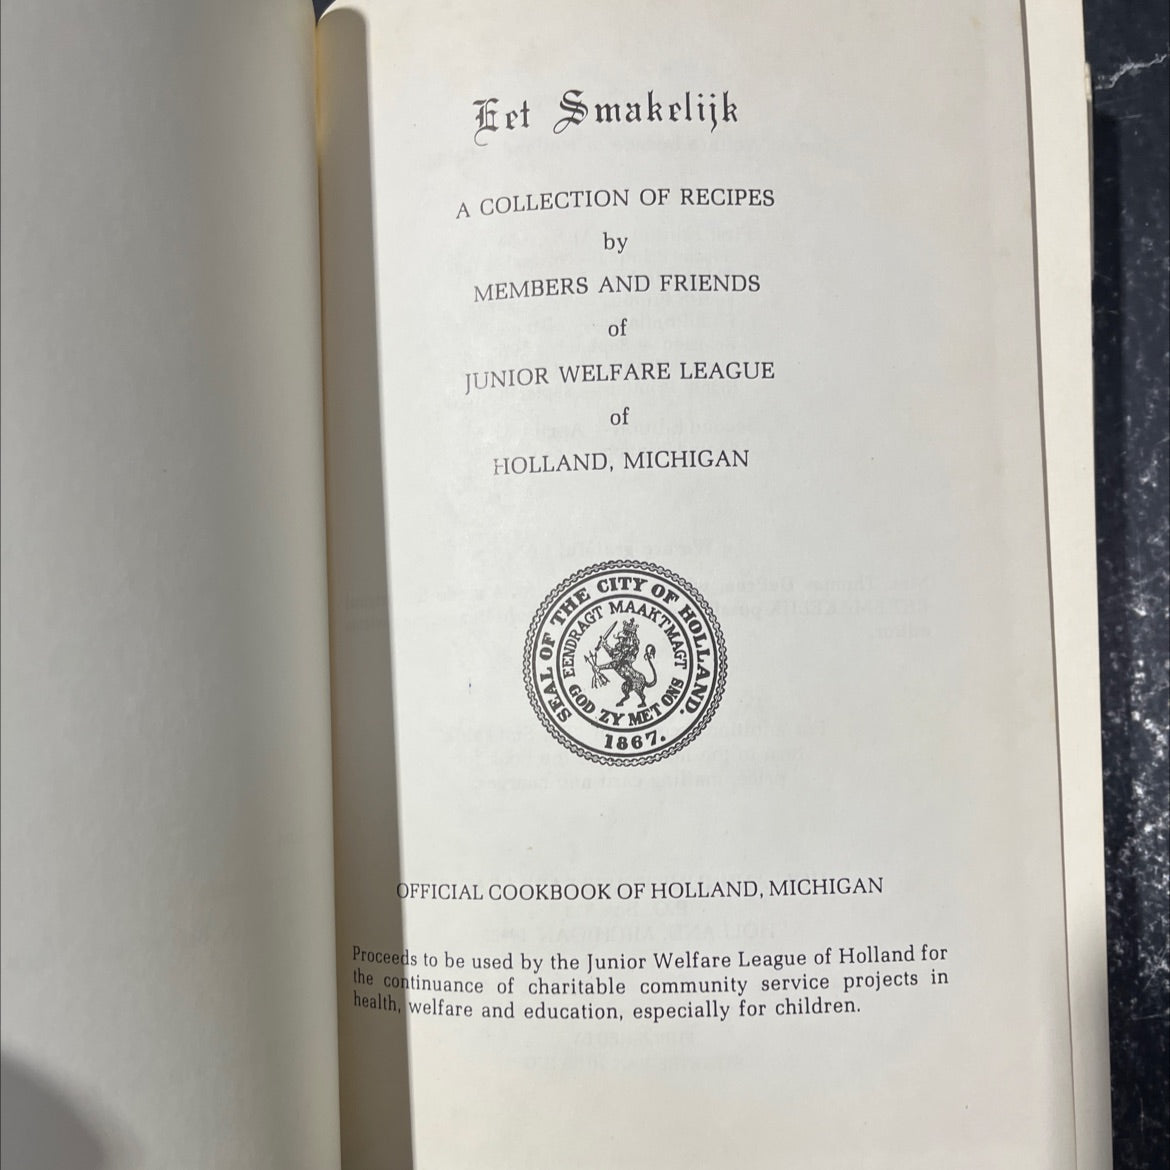 Eet Smakelijk
A COLLECTION OF RECIPES
by
MEMBERS AND FRIENDS
of
JUNIOR WELFARE LEAGUE
of
HOLLAND, MICHIGAN
SEAL OF THE CITY OF HOLLAND.
EENDRAGT MAAKT MAGT
GOD ZY MET ONS
1867.
OFFICIAL COOKBOOK OF HOLLAND, MICHIGAN
Proceeds to be used by the Junior Welfare League of Holland for
the continuance of charitable community service projects in
health, welfare and education, especially for children.